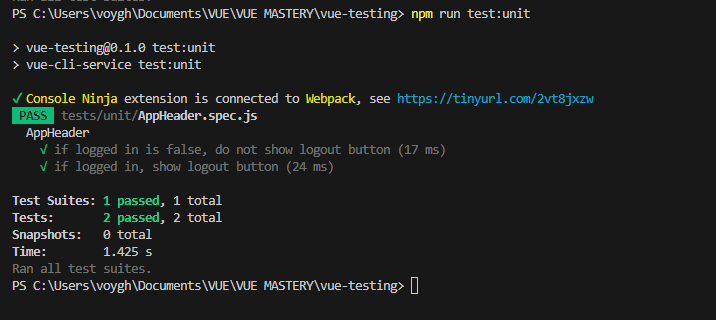 PS C:\Users\voygh\Documents\VUE\VUE MASTERY\vue-testing> npm run test:unit
> vue-testing@0.1.0 test:unit
> vue-cli-service test:unit
✓ Console Ninja extension is connected to Webpack, see https://tinyurl.com/2vt8jxzw
PASS tests/unit/AppHeader.spec.js
AppHeader
√ if logged in is false, do not show logout button (17 ms)
√ if logged in, show logout button (24 ms)
Test Suites: 1 passed, 1 total
Tests: 2 passed, 2 total
Snapshots: 0 total
Time: 1.425 s
Ran all test suites.
PS C:\Users\voygh\Documents\VUE\VUE MASTERY\vue-testing>